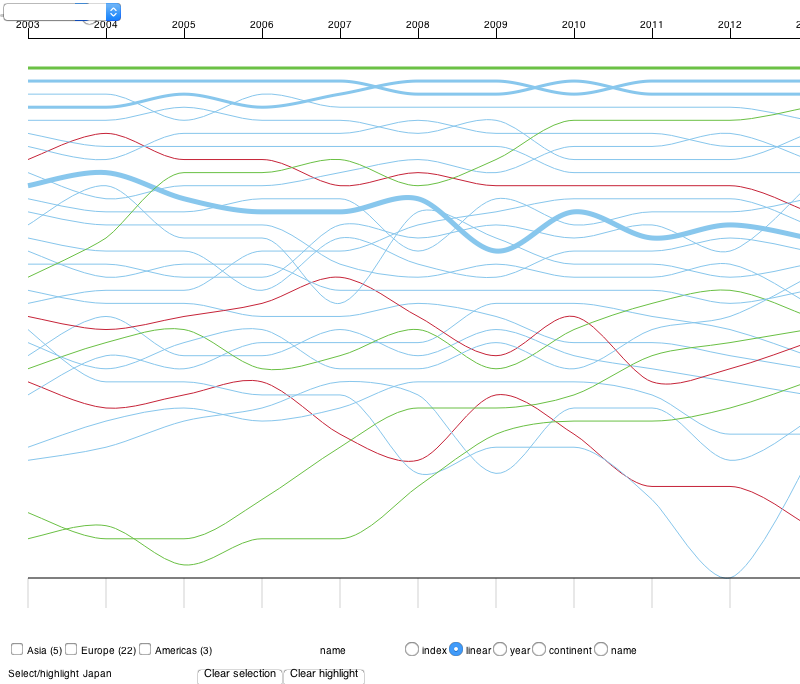 2003 2004 2005 2006 2007 2008 2009 2010 2011 2012 2
Asia (5) Europe (22) Americas (3) name index linear year continent name
Select/highlight Japan Clear selection Clear highlight